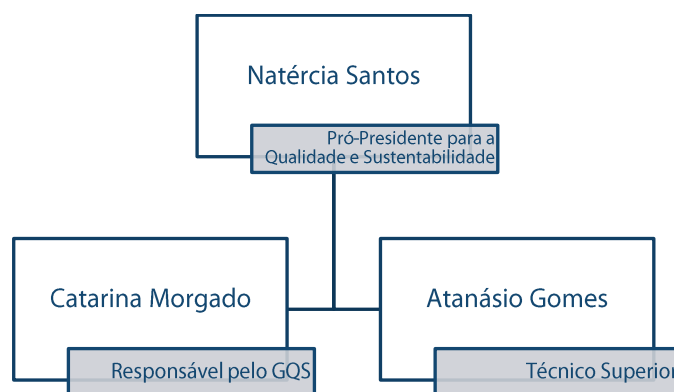 Natércia Santos
Pró-Presidente para a
Qualidade e Sustentabilidade
Catarina Morgado
Responsável pelo GQS
Atanásio Gomes
Técnico Superior